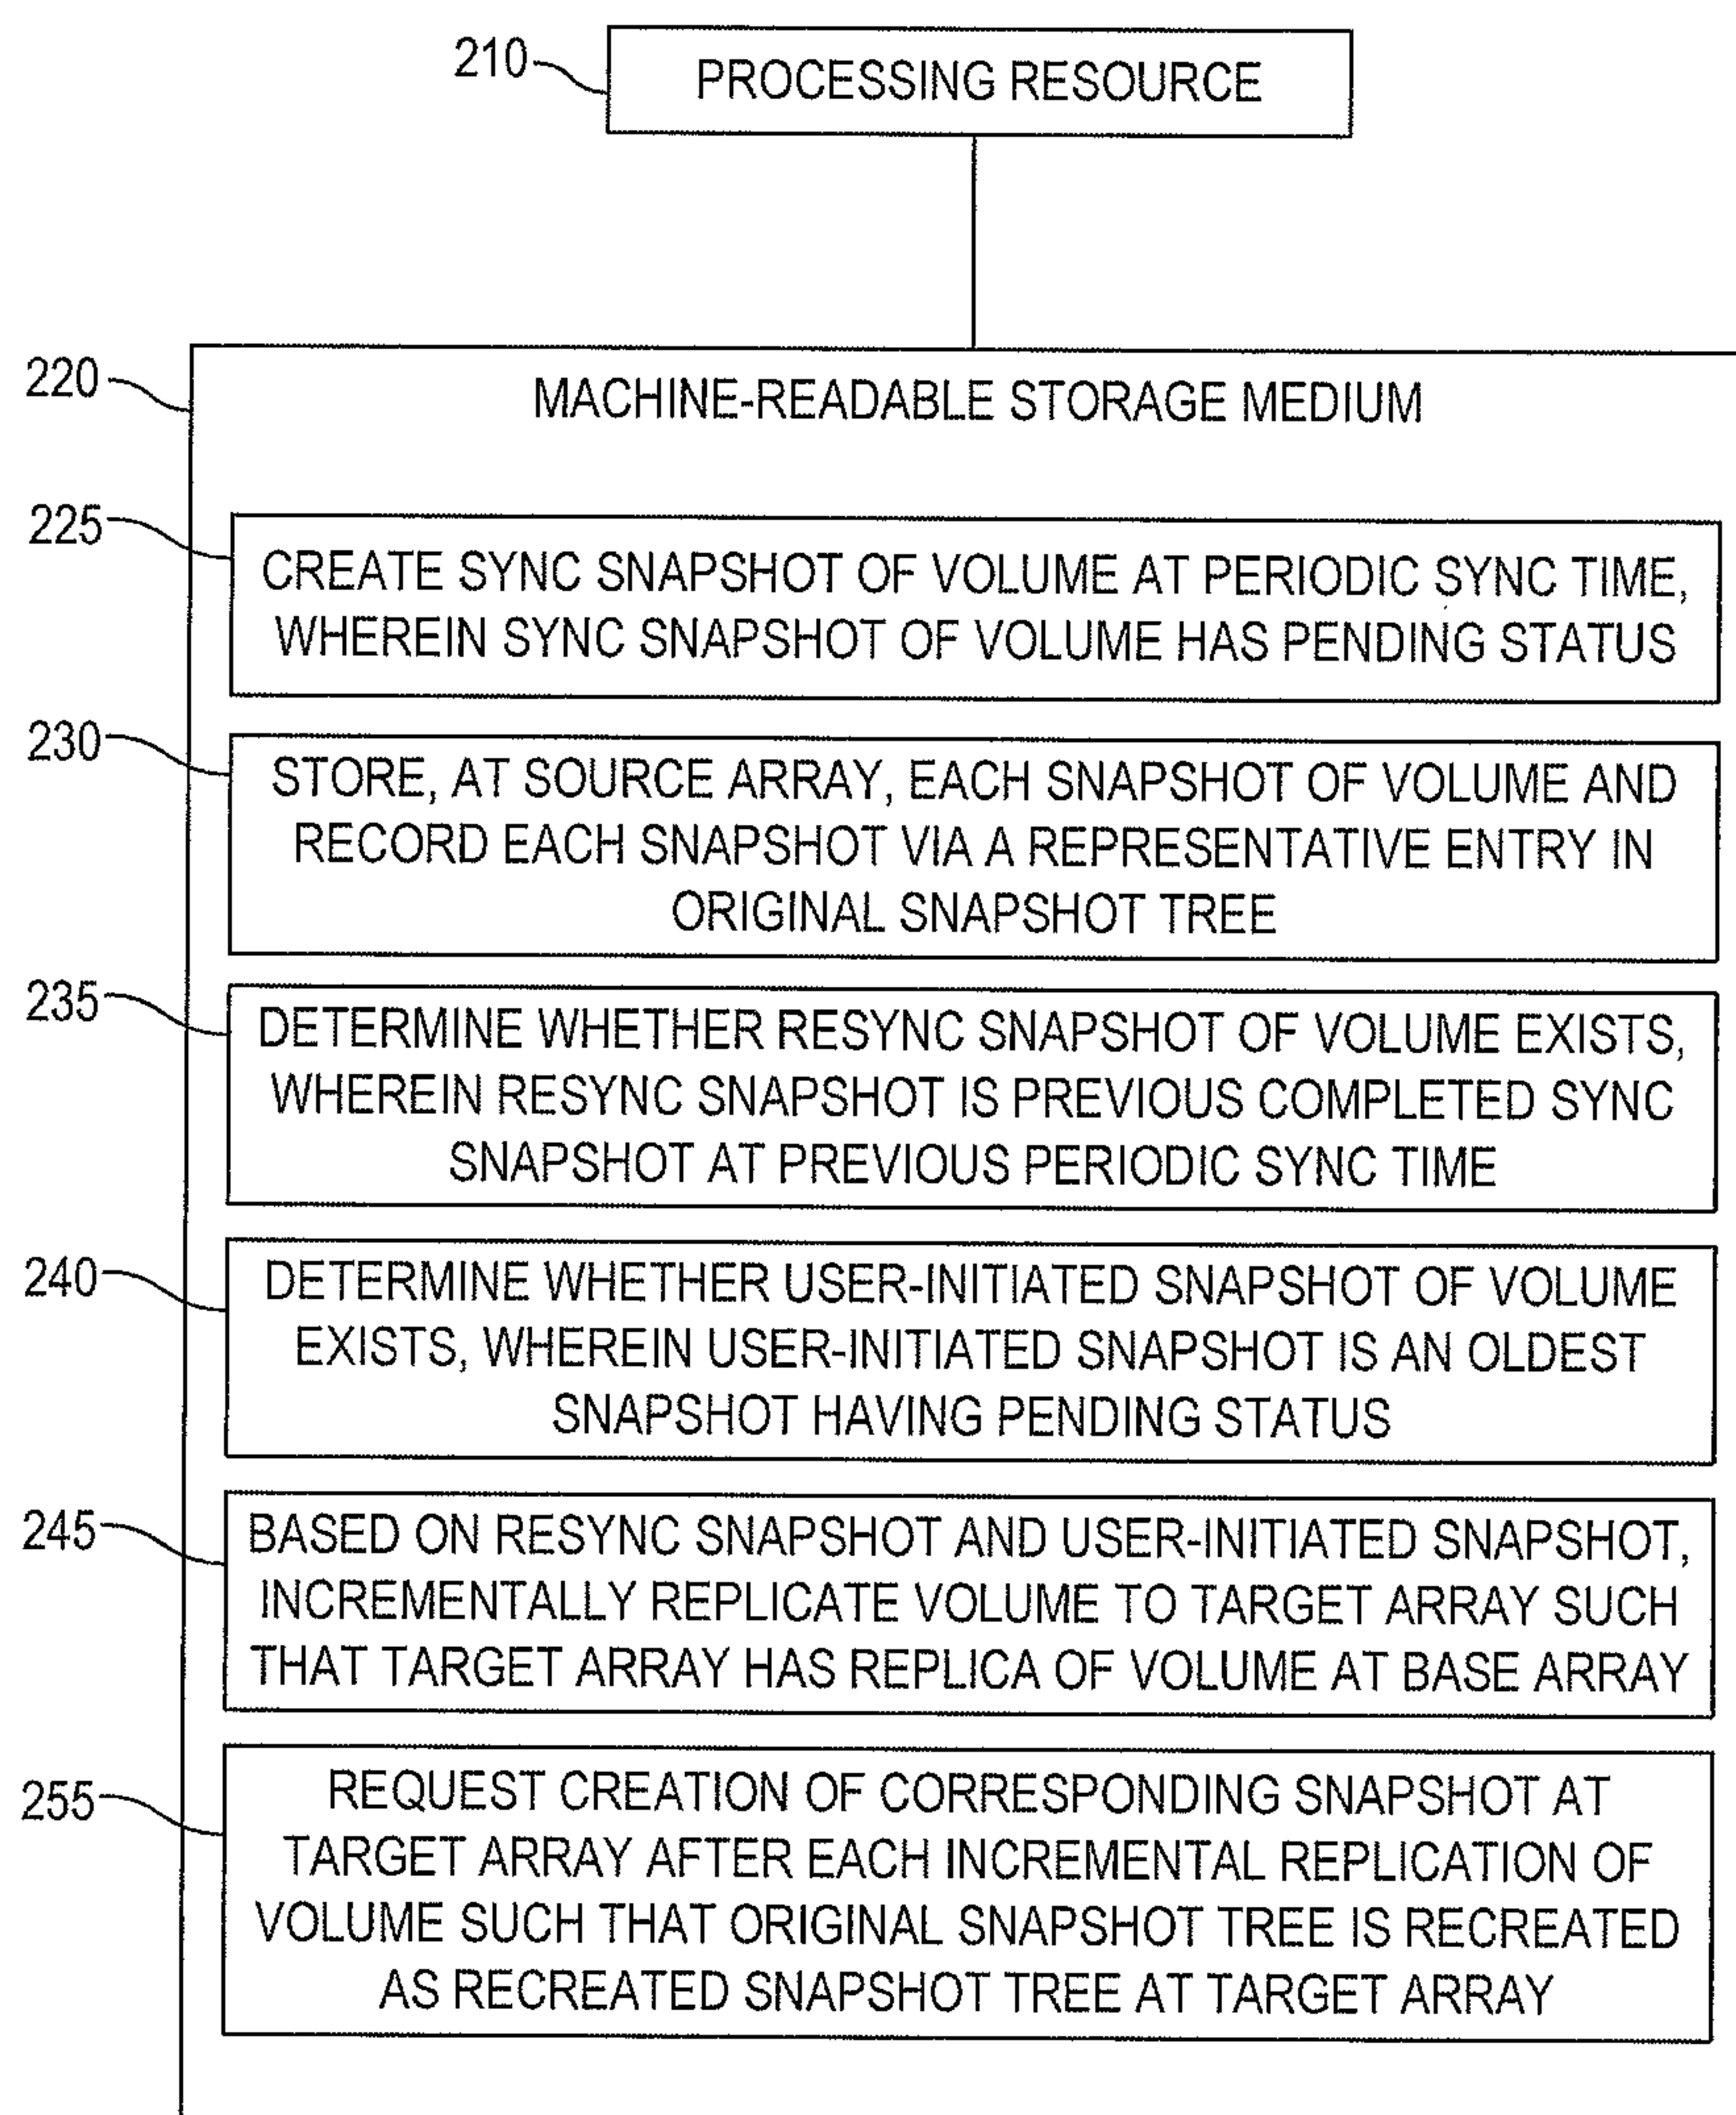 210
PROCESSING RESOURCE
220
MACHINE-READABLE STORAGE MEDIUM
225
CREATE SYNC SNAPSHOT OF VOLUME AT PERIODIC SYNC TIME,
WHEREIN SYNC SNAPSHOT OF VOLUME HAS PENDING STATUS
230
STORE, AT SOURCE ARRAY, EACH SNAPSHOT OF VOLUME AND
RECORD EACH SNAPSHOT VIA A REPRESENTATIVE ENTRY IN
ORIGINAL SNAPSHOT TREE
235
DETERMINE WHETHER RESYNC SNAPSHOT OF VOLUME EXISTS,
WHEREIN RESYNC SNAPSHOT IS PREVIOUS COMPLETED SYNC
SNAPSHOT AT PREVIOUS PERIODIC SYNC TIME
240
DETERMINE WHETHER USER-INITIATED SNAPSHOT OF VOLUME
EXISTS, WHEREIN USER-INITIATED SNAPSHOT IS AN OLDEST
SNAPSHOT HAVING PENDING STATUS
245
BASED ON RESYNC SNAPSHOT AND USER-INITIATED SNAPSHOT,
INCREMENTALLY REPLICATE VOLUME TO TARGET ARRAY SUCH
THAT TARGET ARRAY HAS REPLICA OF VOLUME AT BASE ARRAY
255
REQUEST CREATION OF CORRESPONDING SNAPSHOT AT
TARGET ARRAY AFTER EACH INCREMENTAL REPLICATION OF
VOLUME SUCH THAT ORIGINAL SNAPSHOT TREE IS RECREATED
AS RECREATED SNAPSHOT TREE AT TARGET ARRAY